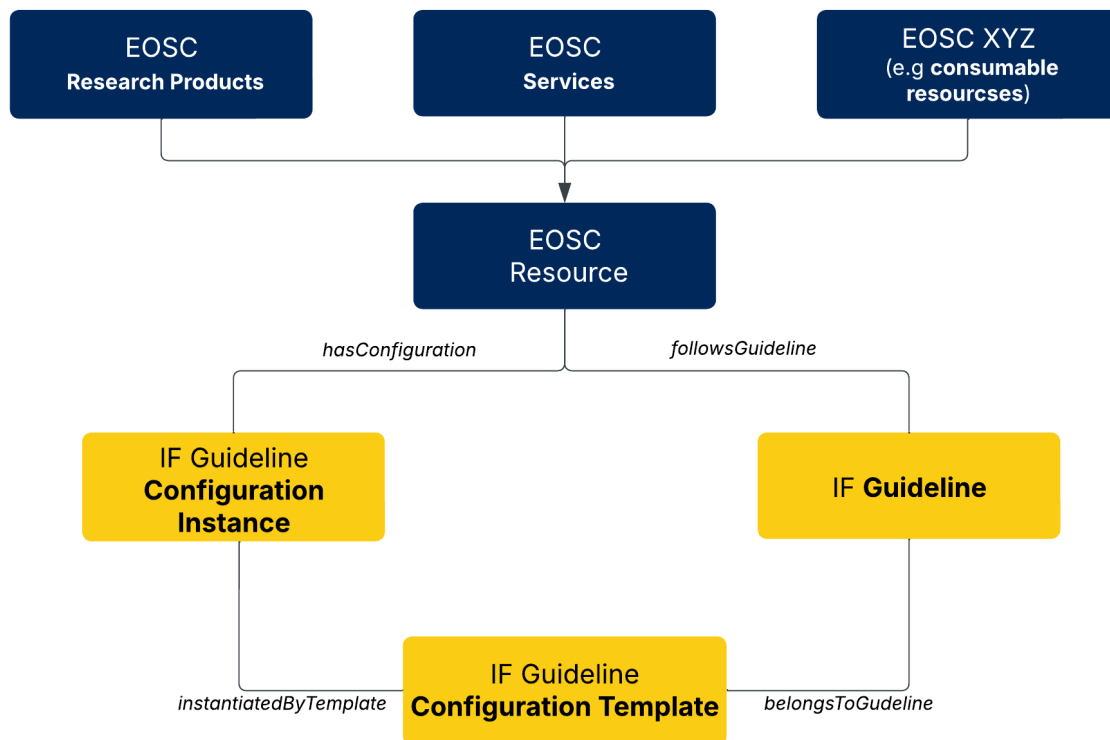 EOSC
Research Products
EOSC
Services
EOSC XYZ
(e.g consumable
resourcses)
EOSC
Resource
hasConfiguration
followsGuideline
IF Guideline
Configuration
Instance
IF Guideline
IF Guideline
Configuration Template
instantiatedByTemplate
belongsToGudeline